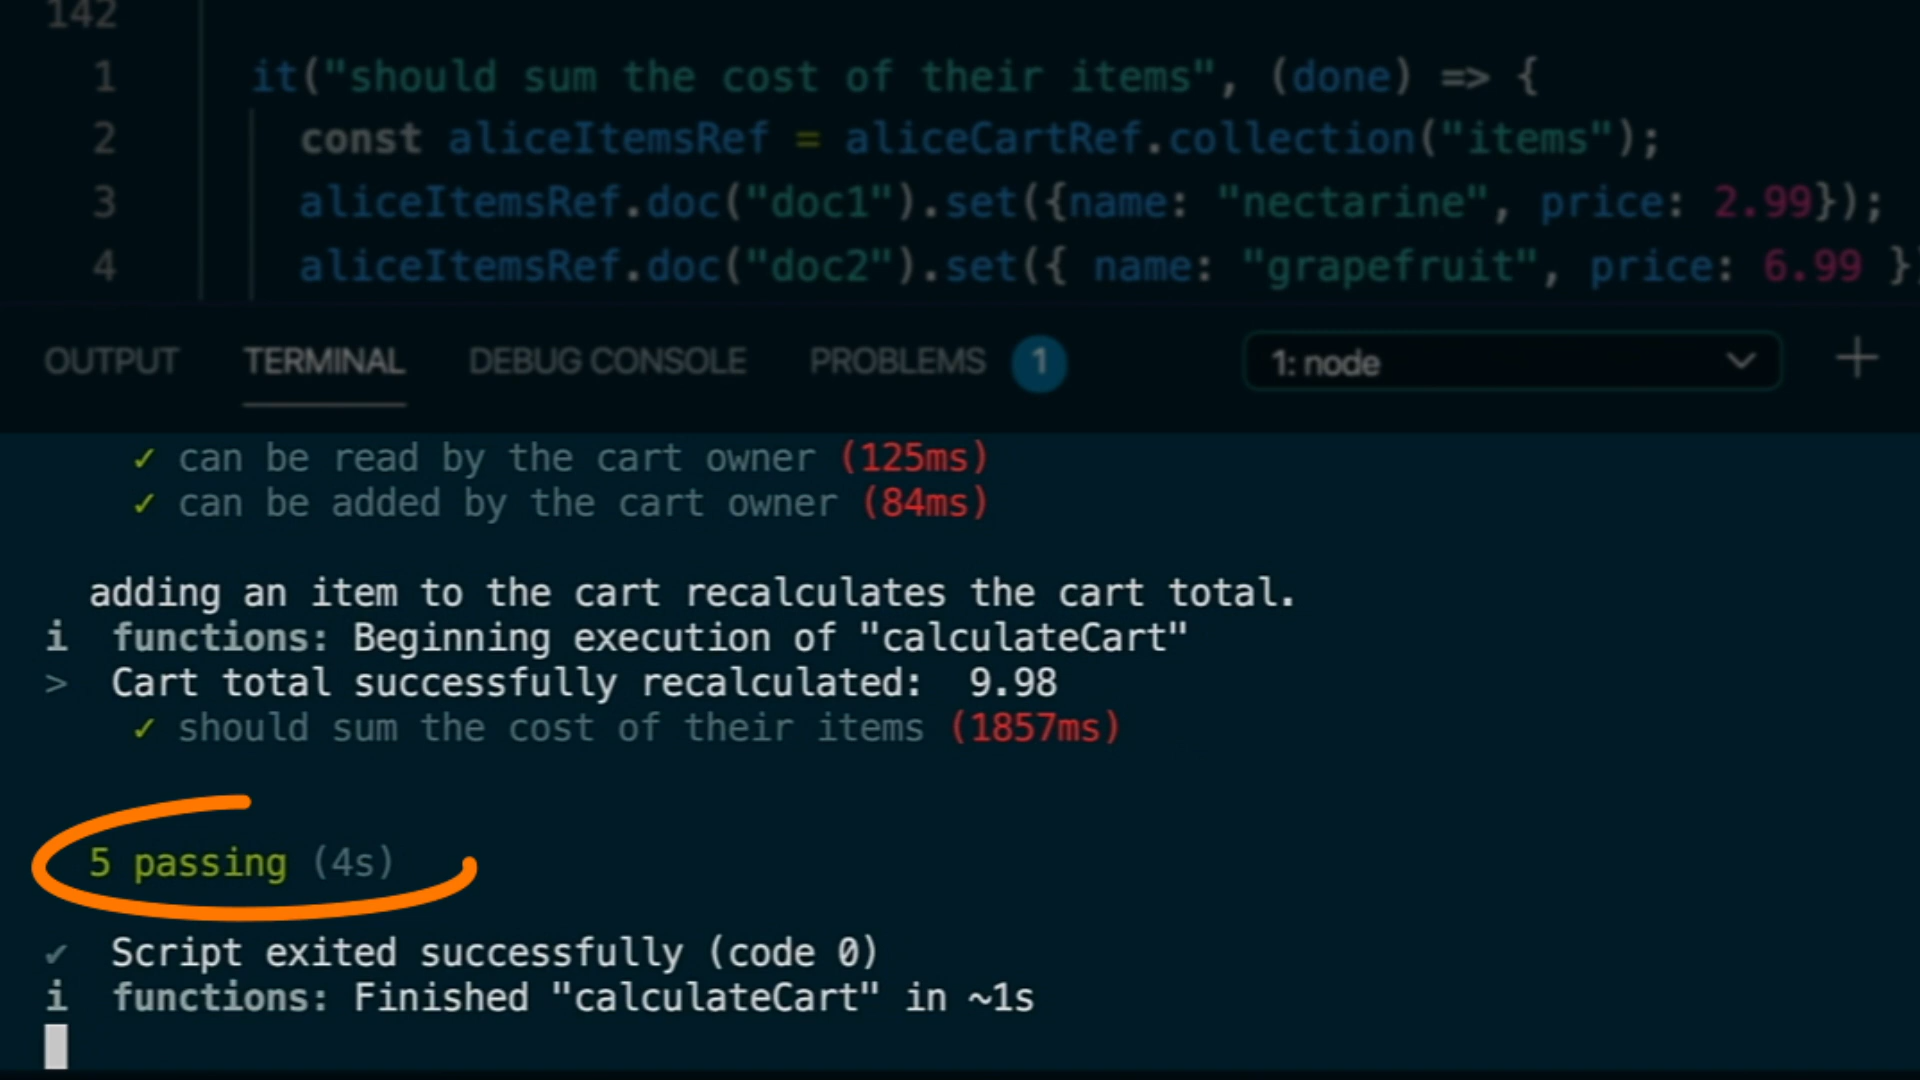 142
1 it("should sum the cost of their items", (done) => {
2 const aliceItemsRef = aliceCartRef.collection("items");
3 aliceItemsRef.doc("doc1").set({name: "nectarine", price: 2.99});
4 aliceItemsRef.doc("doc2").set({ name: "grapefruit", price: 6.99 })
OUTPUT TERMINAL DEBUG CONSOLE PROBLEMS 1 1: node +
✓ can be read by the cart owner (125ms)
✓ can be added by the cart owner (84ms)
adding an item to the cart recalculates the cart total.
i functions: Beginning execution of "calculateCart"
> Cart total successfully recalculated: 9.98
✓ should sum the cost of their items (1857ms)
5 passing (4s)
✔ Script exited successfully (code 0)
i functions: Finished "calculateCart" in ~1s